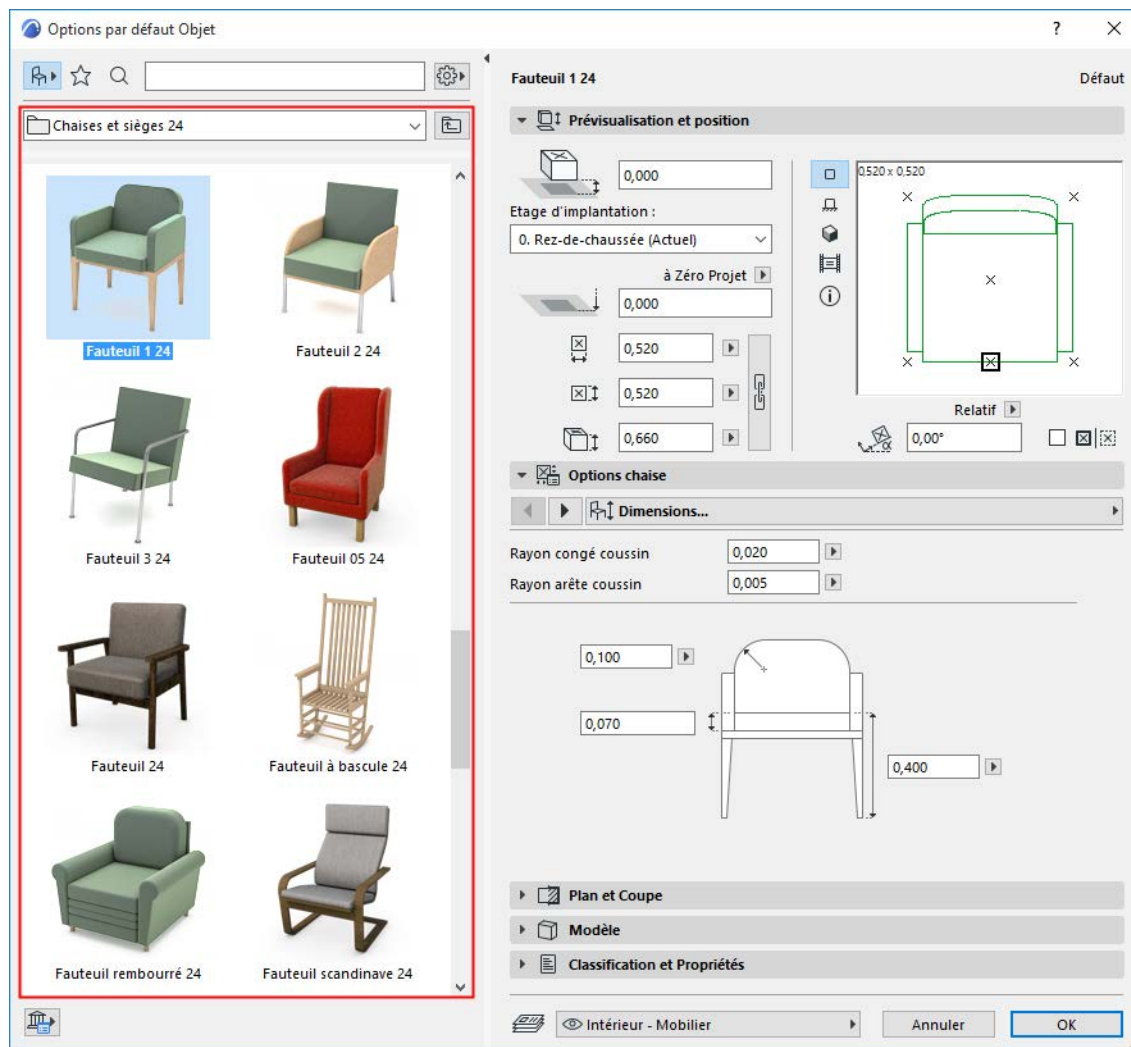 Options par défaut Objet
?
Chaises et sièges 24
Fauteuil 1 24
Fauteuil 2 24
Fauteuil 3 24
Fauteuil 05 24
Fauteuil 24
Fauteuil à bascule 24
Fauteuil rembourré 24
Fauteuil scandinave 24
Fauteuil 1 24 Défaut
Prévisualisation et position
0,000
Etage d'implantation :
0. Rez-de-chaussée (Actuel)
à Zéro Projet
0,000
0,520
0,520
0,660
0,520 x 0,520
Relatif
α 0,00°
Options chaise
Dimensions...
Rayon congé coussin 0,020
Rayon arête coussin 0,005
0,100
0,070
0,400
Plan et Coupe
Modèle
Classification et Propriétés
Intérieur - Mobilier
Annuler
OK